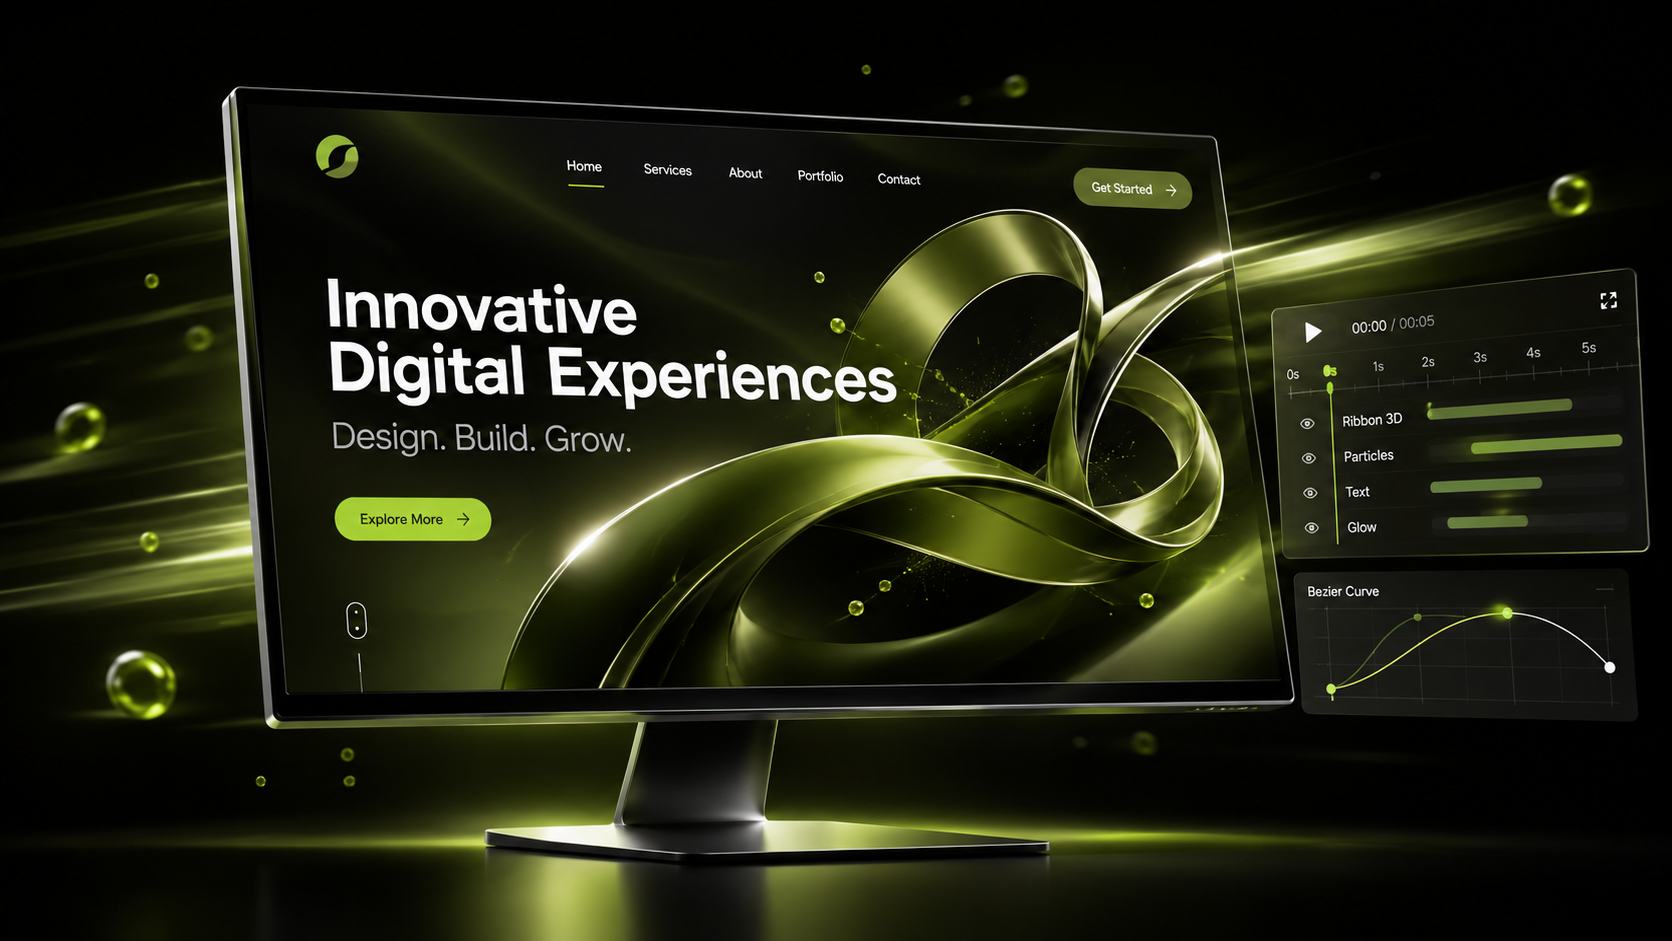 Home Services About Portfolio Contact
Get Started
Innovative
Digital Experiences
Design. Build. Grow.
Explore More
00:00 / 00:05
0s 1s 2s 3s 4s 5s
Ribbon 3D
Particles
Text
Glow
Bezier Curve